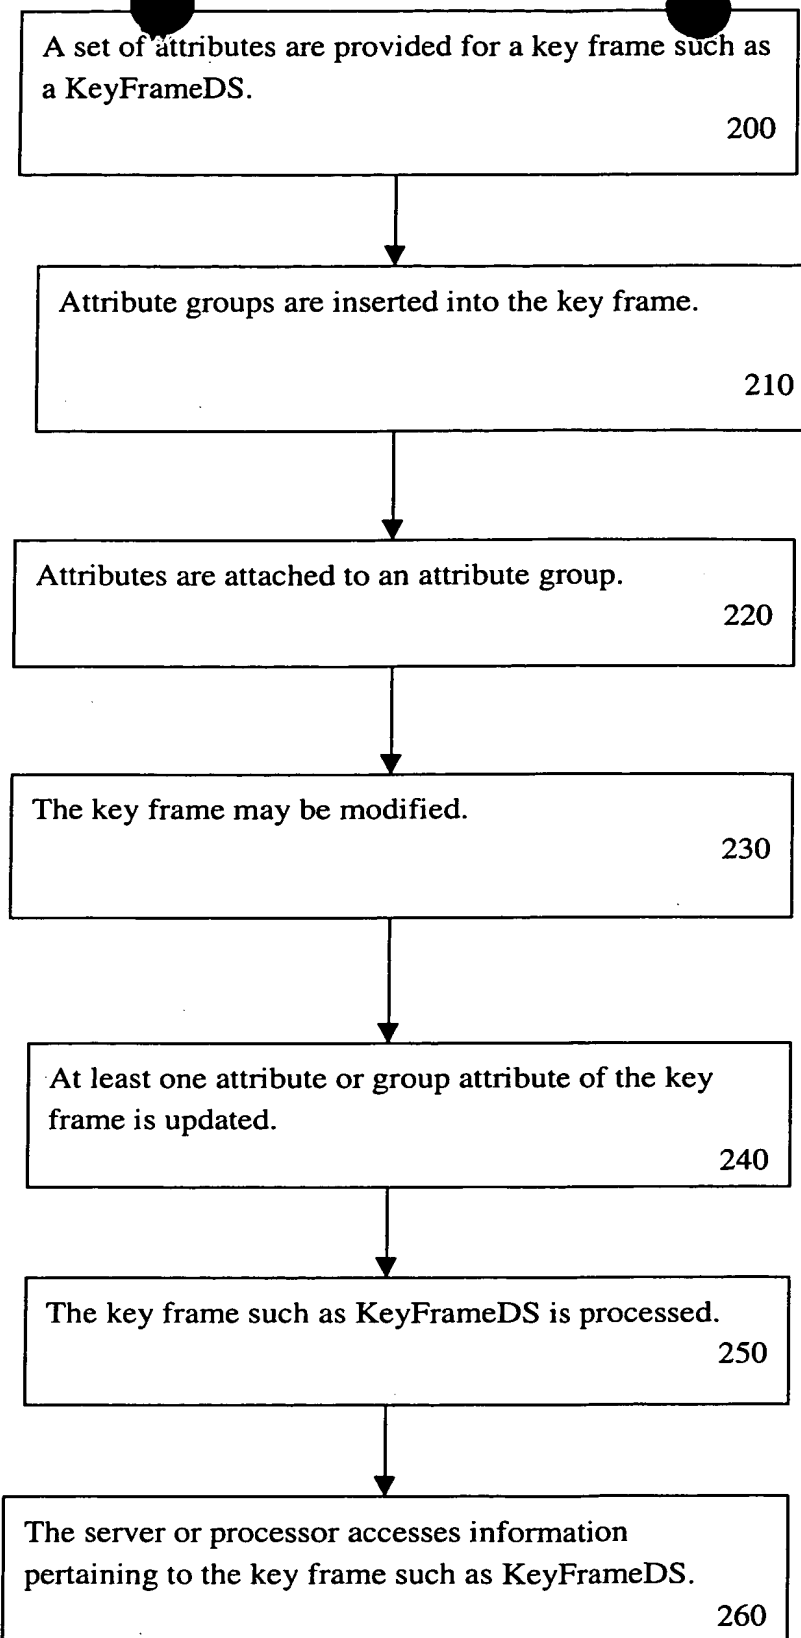 A set of attributes are provided for a key frame such as
a KeyFrameDS.
200
Attribute groups are inserted into the key frame.
210
Attributes are attached to an attribute group.
220
The key frame may be modified.
230
At least one attribute or group attribute of the key
frame is updated.
240
The key frame such as KeyFrameDS is processed.
250
The server or processor accesses information
pertaining to the key frame such as KeyFrameDS.
260